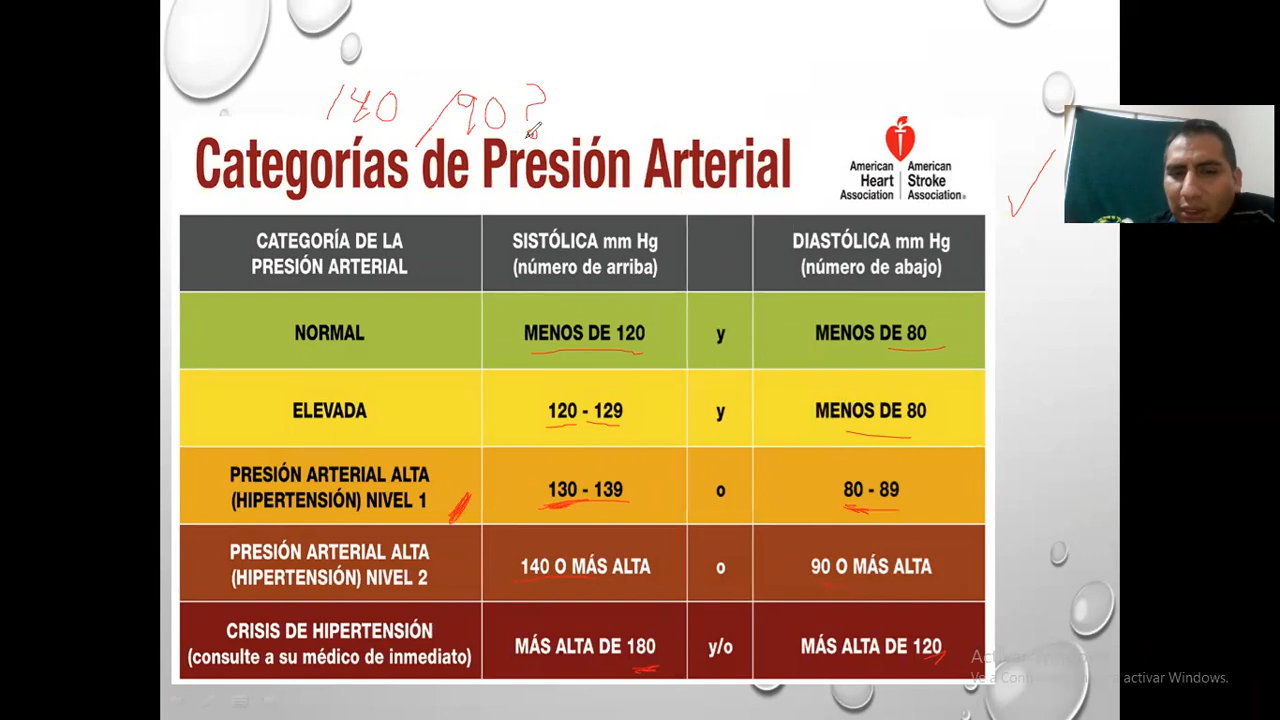 140 /90 ?
Categorías de Presión Arterial
American Heart Association
American Stroke Association®
CATEGORÍA DE LA PRESIÓN ARTERIAL
SISTÓLICA mm Hg (número de arriba)
DIASTÓLICA mm Hg (número de abajo)
NORMAL
MENOS DE 120
y
MENOS DE 80
ELEVADA
120 - 129
y
MENOS DE 80
PRESIÓN ARTERIAL ALTA (HIPERTENSIÓN) NIVEL 1
130 - 139
o
80 - 89
PRESIÓN ARTERIAL ALTA (HIPERTENSIÓN) NIVEL 2
140 O MÁS ALTA
o
90 O MÁS ALTA
CRISIS DE HIPERTENSIÓN (consulte a su médico de inmediato)
MÁS ALTA DE 180
y/o
MÁS ALTA DE 120
activar Windows.